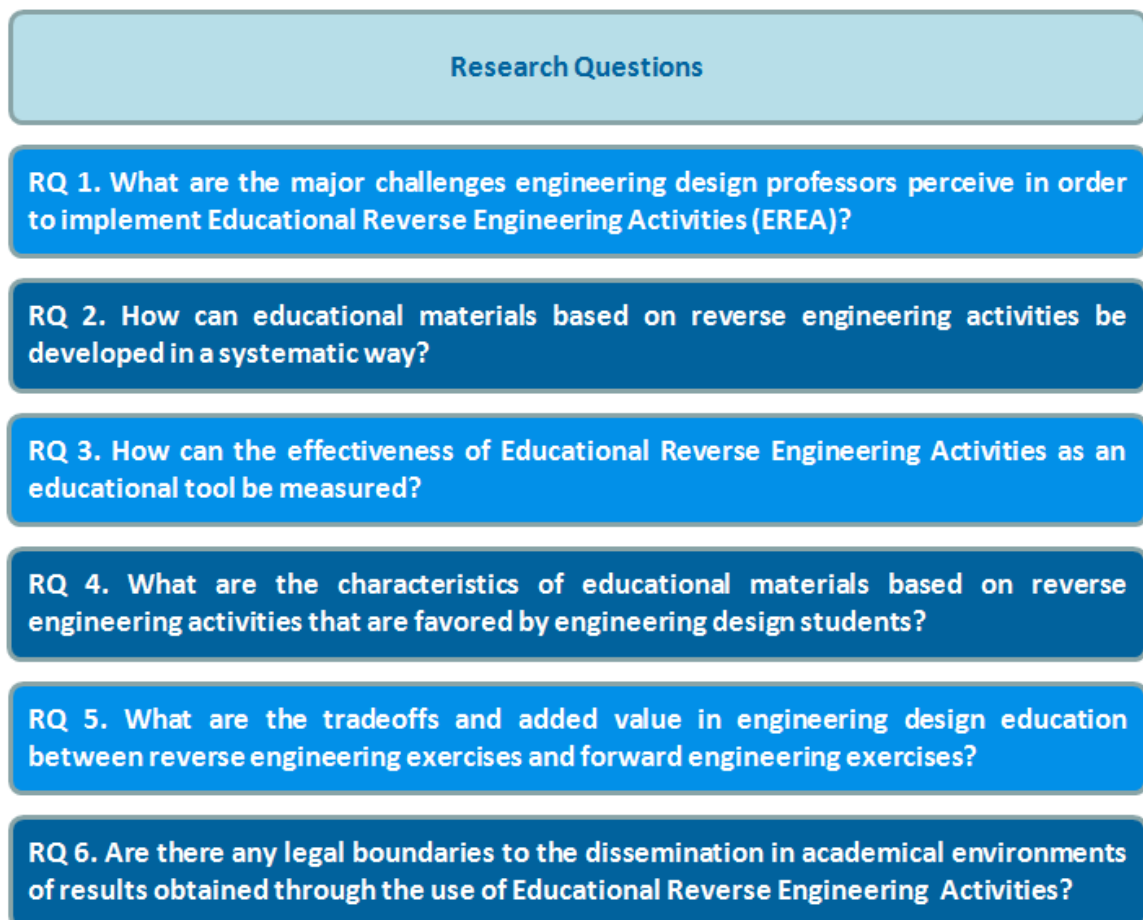 Research Questions
RQ 1. What are the major challenges engineering design professors perceive in order
to implement Educational Reverse Engineering Activities (EREA)?
RQ 2. How can educational materials based on reverse engineering activities be
developed in a systematic way?
RQ 3. How can the effectiveness of Educational Reverse Engineering Activities as an
educational tool be measured?
RQ 4. What are the characteristics of educational materials based on reverse
engineering activities that are favored by engineering design students?
RQ 5. What are the tradeoffs and added value in engineering design education
between reverse engineering exercises and forward engineering exercises?
RQ 6. Are there any legal boundaries to the dissemination in academical environments
of results obtained through the use of Educational Reverse Engineering Activities?